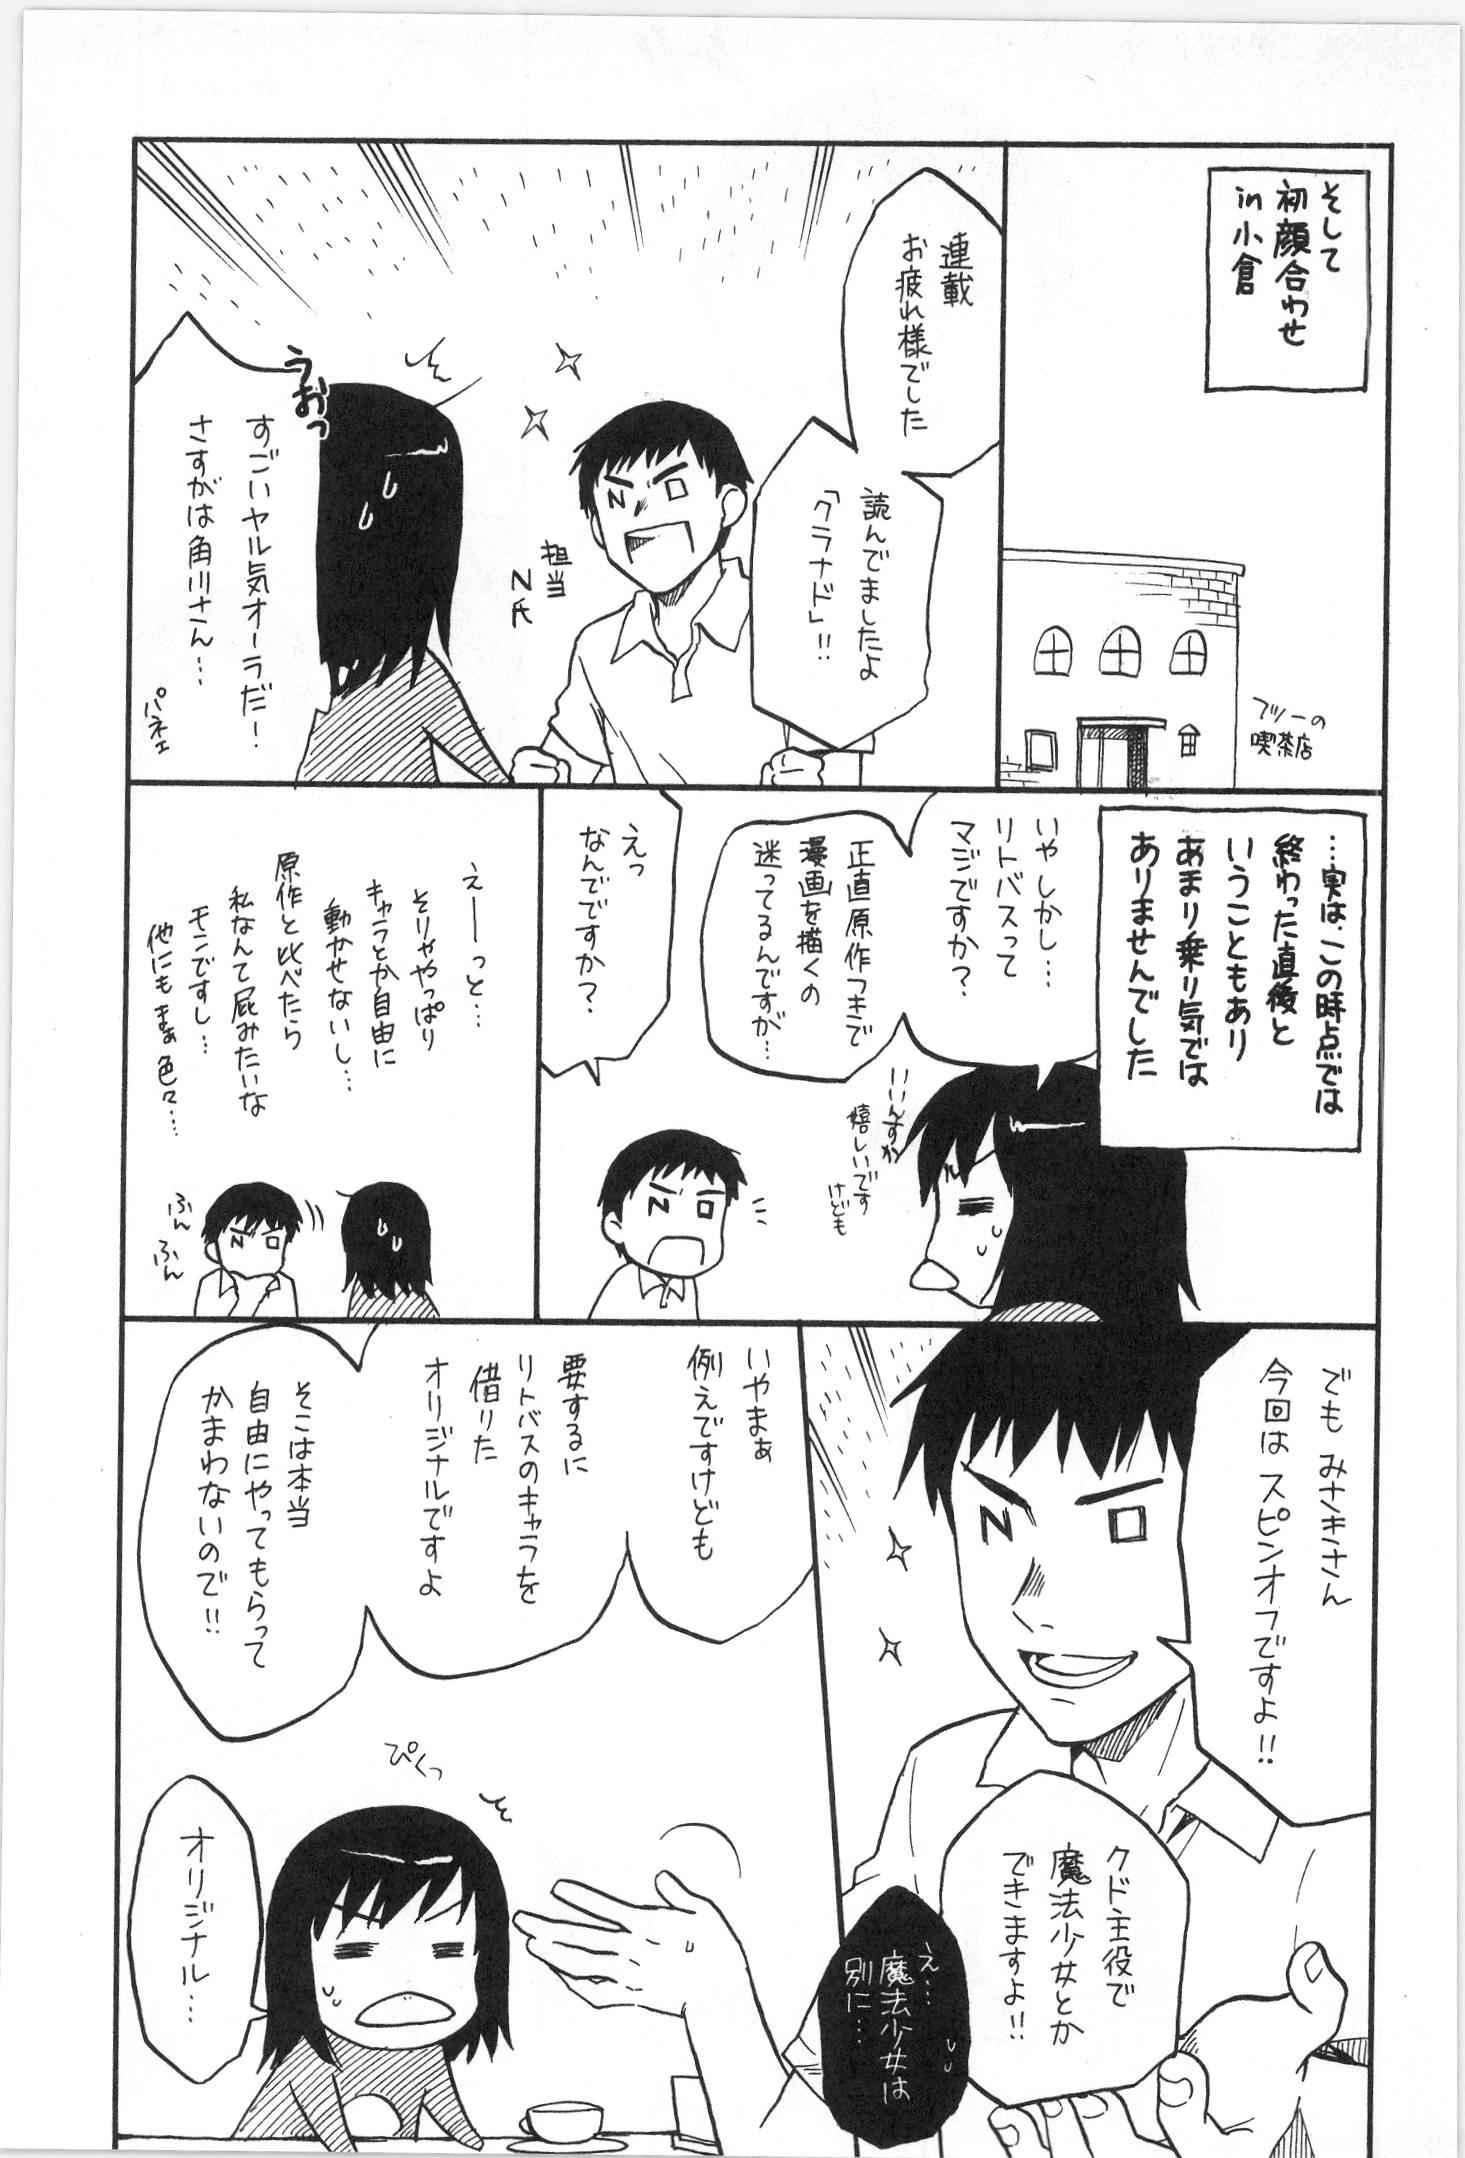 そして
初顔合わせ
in小倉
フツーの
喫茶店
連載
お疲れ様でした
読んでましたよ
「クラナド」!!
担当
N氏
うおっ
すごいヤル気オーラだ!
さすがは角川さん…
パネェ
…実は、この時点では
終わった直後と
いうこともあり
あまり乗り気では
ありませんでした
いやしかし…
リトバスって
マジですか?
正直原作つきで
漫画を描くの
迷ってるんですが…
いいんすか
嬉しいです
けども
えっ
なんでですか?
えーーっと…
そりゃやっぱり
キャラとか自由に
動かせないし…
原作と比べたら
私なんて屁みたいな
モンですし…
他にもまぁ色々…
ふん
ふん
でもみさきさん
今回はスピンオフですよ!!
クド主役で
魔法少女とか
できますよ!!
え…
魔法少女は
別に…
いやまぁ
例えですけども
要するに
リトバスのキャラを
借りた
オリジナルですよ
そこは本当
自由にやってもらって
かまわないので!!
ぴくっ
オリジナル…